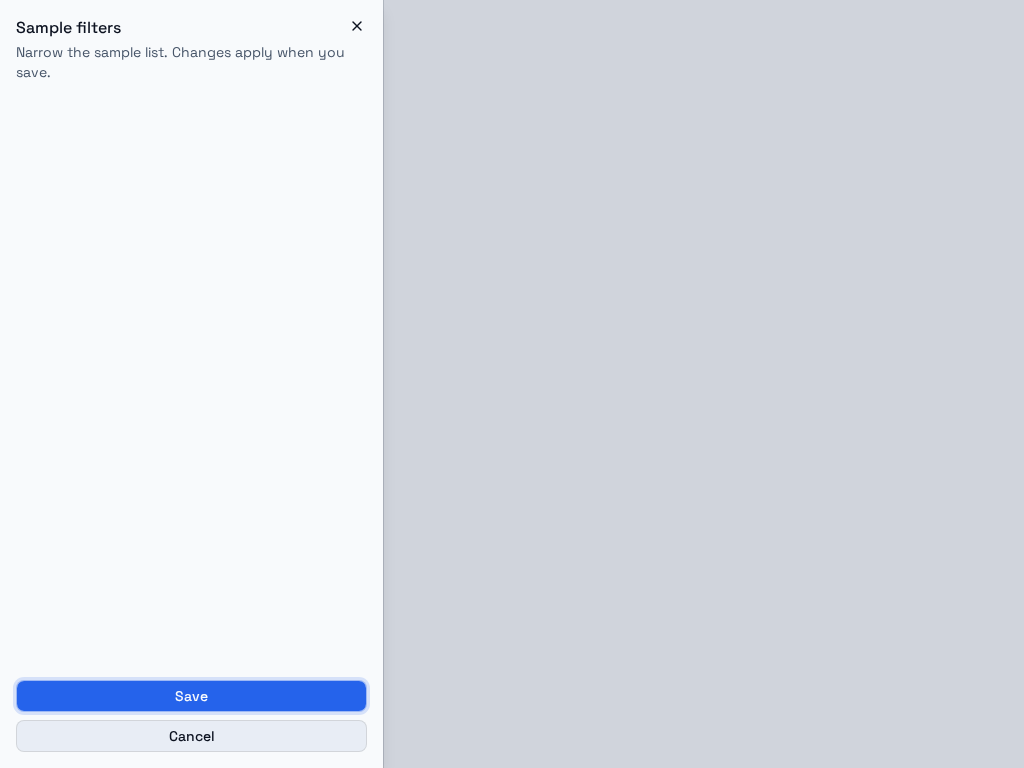 Sample filters
Narrow the sample list. Changes apply when you
save.
Save
Cancel